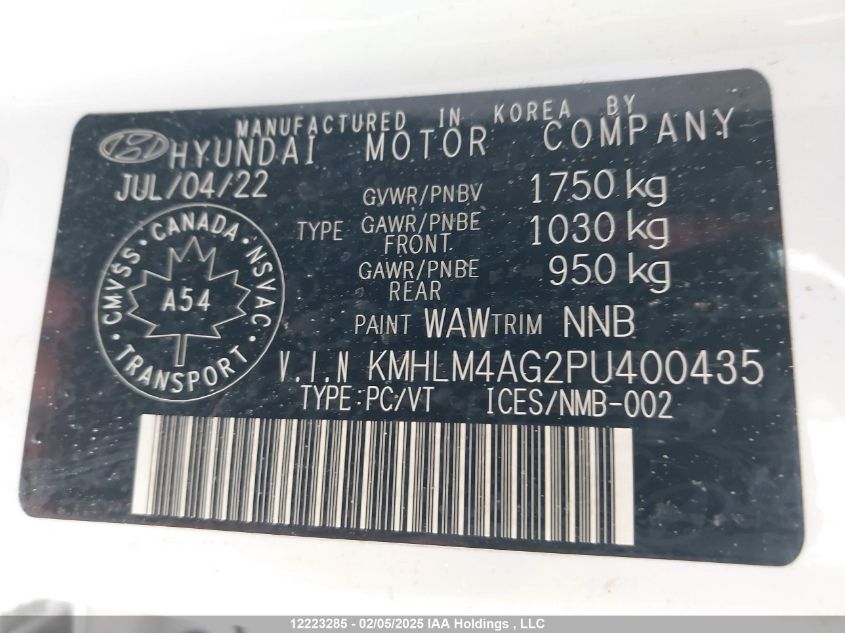 MANUFACTURED IN KOREA BY
HYUNDAI MOTOR COMPANY
JUL/04/22
GVWR/PNBV 1750 kg
TYPE GAWR/PNBE FRONT. 1030 kg
GAWR/PNBE REAR 950 kg
CANADA · NSVAC · TRANSPORT · CMVSS ·
A54
PAINT WAW TRIM NNB
V.I.N KMHLM4AG2PU400435
TYPE:PC/VT ICES/NMB-002
12223285 - 02/05/2025 IAA Holdings , LLC